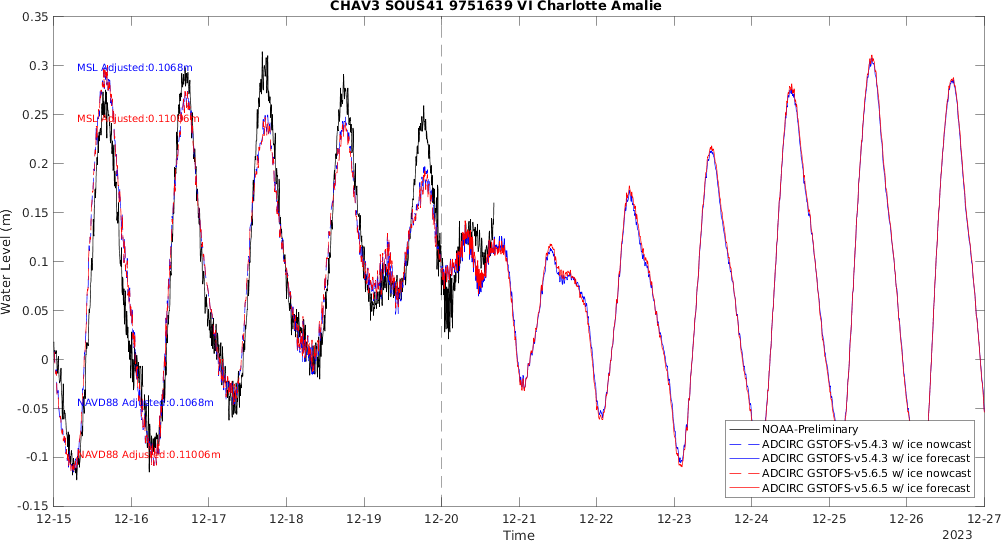 CHAV3 SOUS41 9751639 VI Charlotte Amalie
0.35
0.3
0.25
0.2
0.15
0.1
0.05
0
-0.05
-0.1
-0.15
Water Level (m)
MSL Adjusted:0.1068m
MSL Adjusted:0.11006m
NAVD88 Adjusted:0.1068m
NAVD88 Adjusted:0.11006m
NOAA-Preliminary
ADCIRC GSTOFS-v5.4.3 w/ ice nowcast
ADCIRC GSTOFS-v5.4.3 w/ ice forecast
ADCIRC GSTOFS-v5.6.5 w/ ice nowcast
ADCIRC GSTOFS-v5.6.5 w/ ice forecast
12-15 12-16 12-17 12-18 12-19 12-20 12-21 12-22 12-23 12-24 12-25 12-26 12-27
Time
2023